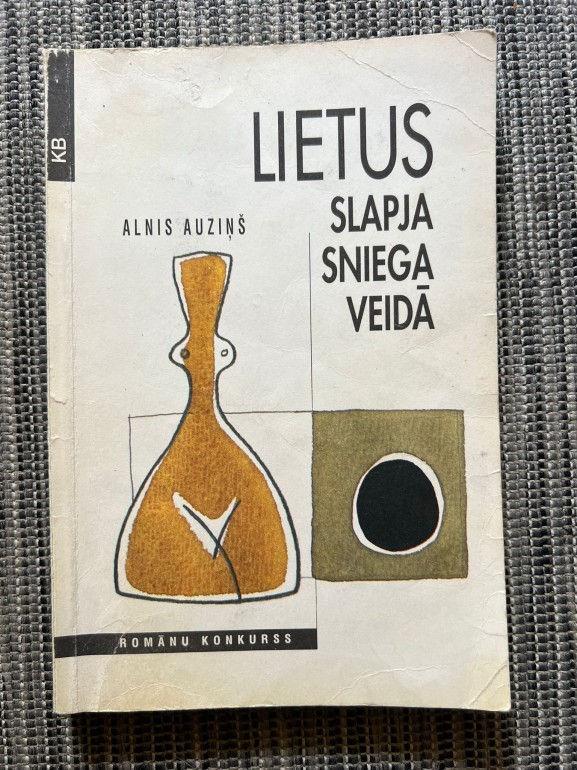 KB
LIETUS
SLAPJA
SNIEGA
VEIDĀ
ALNIS AUZIŅŠ
ROMĀNU KONKURSS